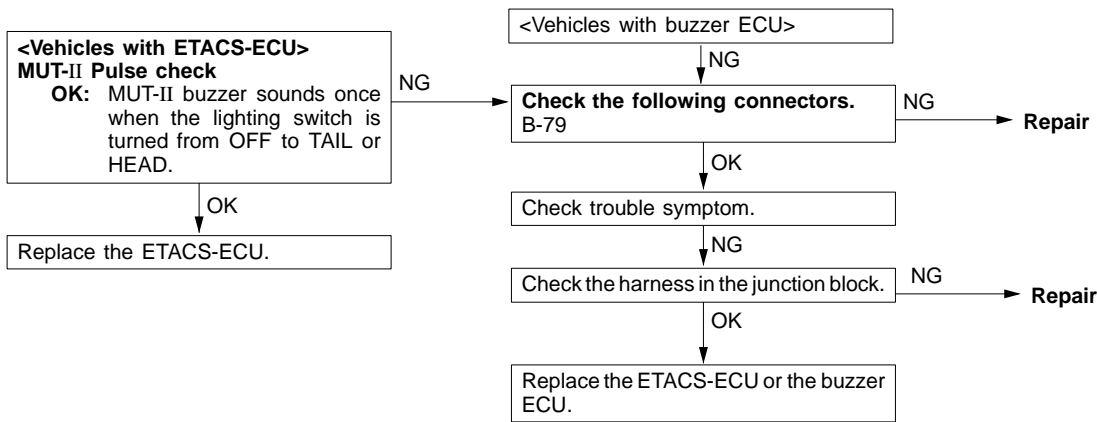 <Vehicles with ETACS-ECU>
MUT-II Pulse check
OK: MUT-II buzzer sounds once
when the lighting switch is
turned from OFF to TAIL or
HEAD.
OK
Replace the ETACS-ECU.
NG
<Vehicles with buzzer ECU>
NG
Check the following connectors.
B-79
NG
Repair
OK
Check trouble symptom.
NG
Check the harness in the junction block.
NG
Repair
OK
Replace the ETACS-ECU or the buzzer
ECU.